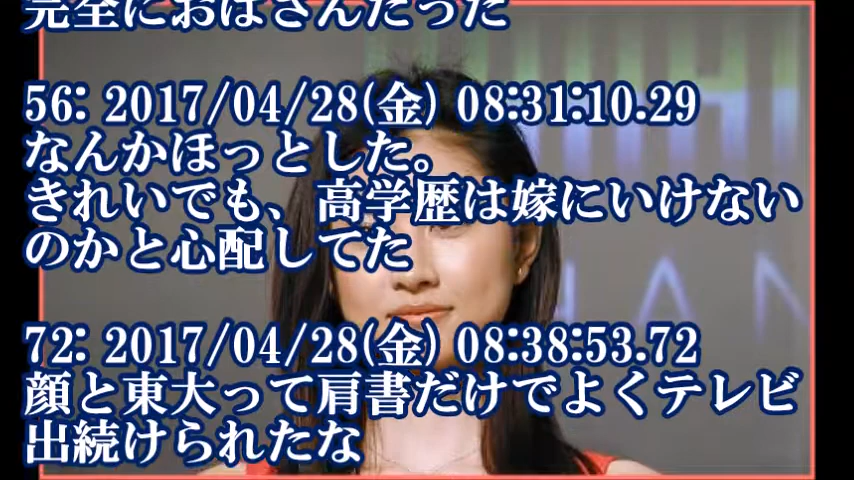 完全におばさんだった
56: 2017/04/28(金) 08:31:10.29
なんかほっとした。
きれいでも、高学歴は嫁にいけない
のかと心配してた
72: 2017/04/28(金) 08:38:53.72
顔と東大って肩書だけでよくテレビ
出続けられたな
HAN